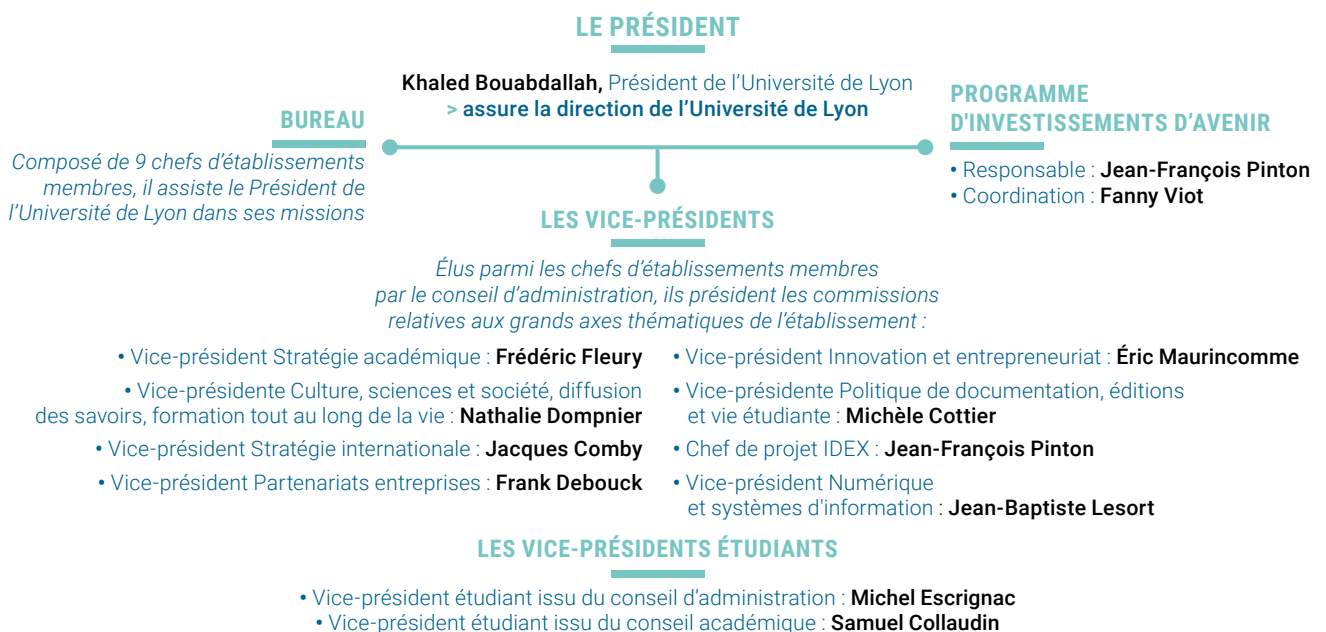 LE PRÉSIDENT
Khaled Bouabdallah, Président de l'Université de Lyon
> assure la direction de l'Université de Lyon
BUREAU
Composé de 9 chefs d'établissements
membres, il assiste le Président de
l'Université de Lyon dans ses missions
PROGRAMME
D'INVESTISSEMENTS D'AVENIR
• Responsable : Jean-François Pinton
• Coordination : Fanny Viot
LES VICE-PRÉSIDENTS
Élus parmi les chefs d'établissements membres
par le conseil d'administration, ils président les commissions
relatives aux grands axes thématiques de l'établissement :
• Vice-président Stratégie académique : Frédéric Fleury
• Vice-présidente Culture, sciences et société, diffusion
des savoirs, formation tout au long de la vie : Nathalie Dompnier
• Vice-président Stratégie internationale : Jacques Comby
• Vice-président Partenariats entreprises : Frank Debouck
• Vice-président Innovation et entrepreneuriat : Éric Maurincomme
• Vice-présidente Politique de documentation, éditions
et vie étudiante : Michèle Cottier
• Chef de projet IDEX : Jean-François Pinton
• Vice-président Numérique
et systèmes d'information : Jean-Baptiste Lesort
LES VICE-PRÉSIDENTS ÉTUDIANTS
• Vice-président étudiant issu du conseil d'administration : Michel Escrignac
• Vice-président étudiant issu du conseil académique : Samuel Collaudin